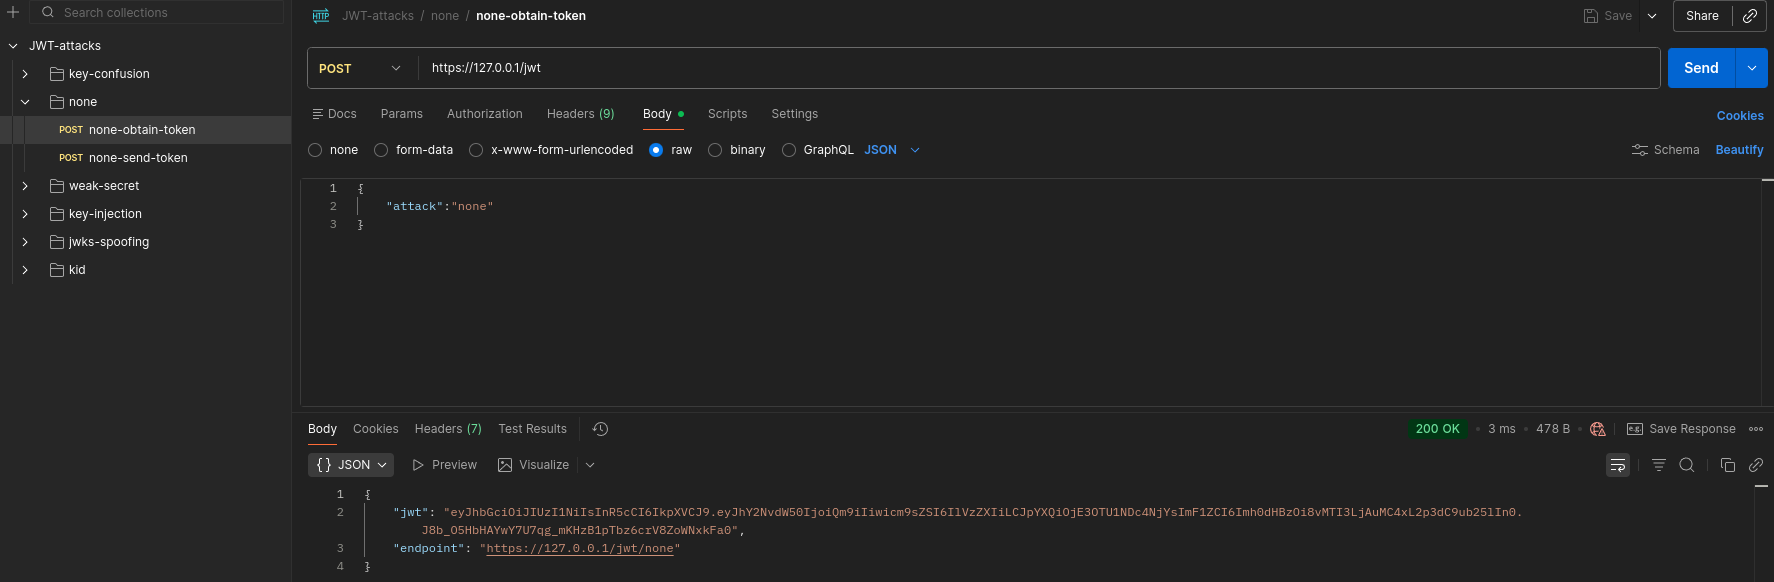 Search collections
JWT-attacks / none / none-obtain-token
Save
Share
JWT-attacks
key-confusion
none
POST none-obtain-token
POST none-send-token
weak-secret
key-injection
jwks-spoofing
kid
POST https://127.0.0.1/jwt
Send
Docs Params Authorization Headers (9) Body Scripts Settings
Cookies
none form-data x-www-form-urlencoded raw binary GraphQL JSON
Schema Beautify
1 {
2 "attack":"none"
3 }
Body Cookies Headers (7) Test Results
200 OK • 3 ms • 478 B •
e.g. Save Response
{} JSON Preview Visualize
1 {
2 "jwt": "eyJhbGciOiJIUzI1NiIsInR5cCI6IkpXVCJ9.eyJhY2NvdW50IjoiQm9iIiwicm9sZSI6IlVzZXIiLCJpYXQiOjE3OTU1NDc4NjYsImF1ZCI6Imh0dHBzOi8vMTI3LjAuMC4xL2p3dC9ub25lIn0.
J8b_O5HbHAYwY7U7qg_mKHzB1pTbz6crV8ZoWNxkFa0",
3 "endpoint": "https://127.0.0.1/jwt/none"
4 }